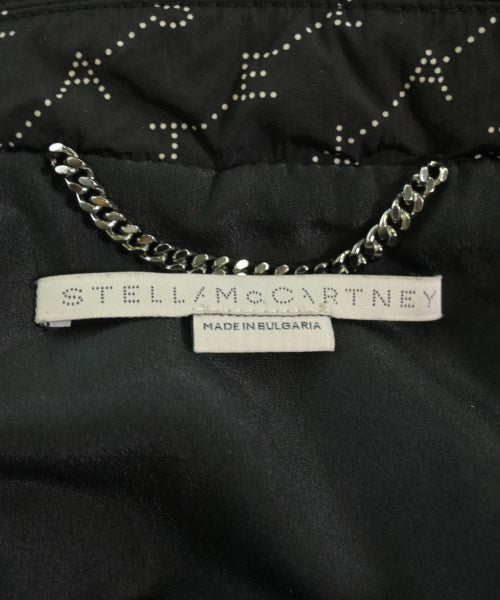 A E A
T T
STELLA McCARTNEY
MADE IN BULGARIA